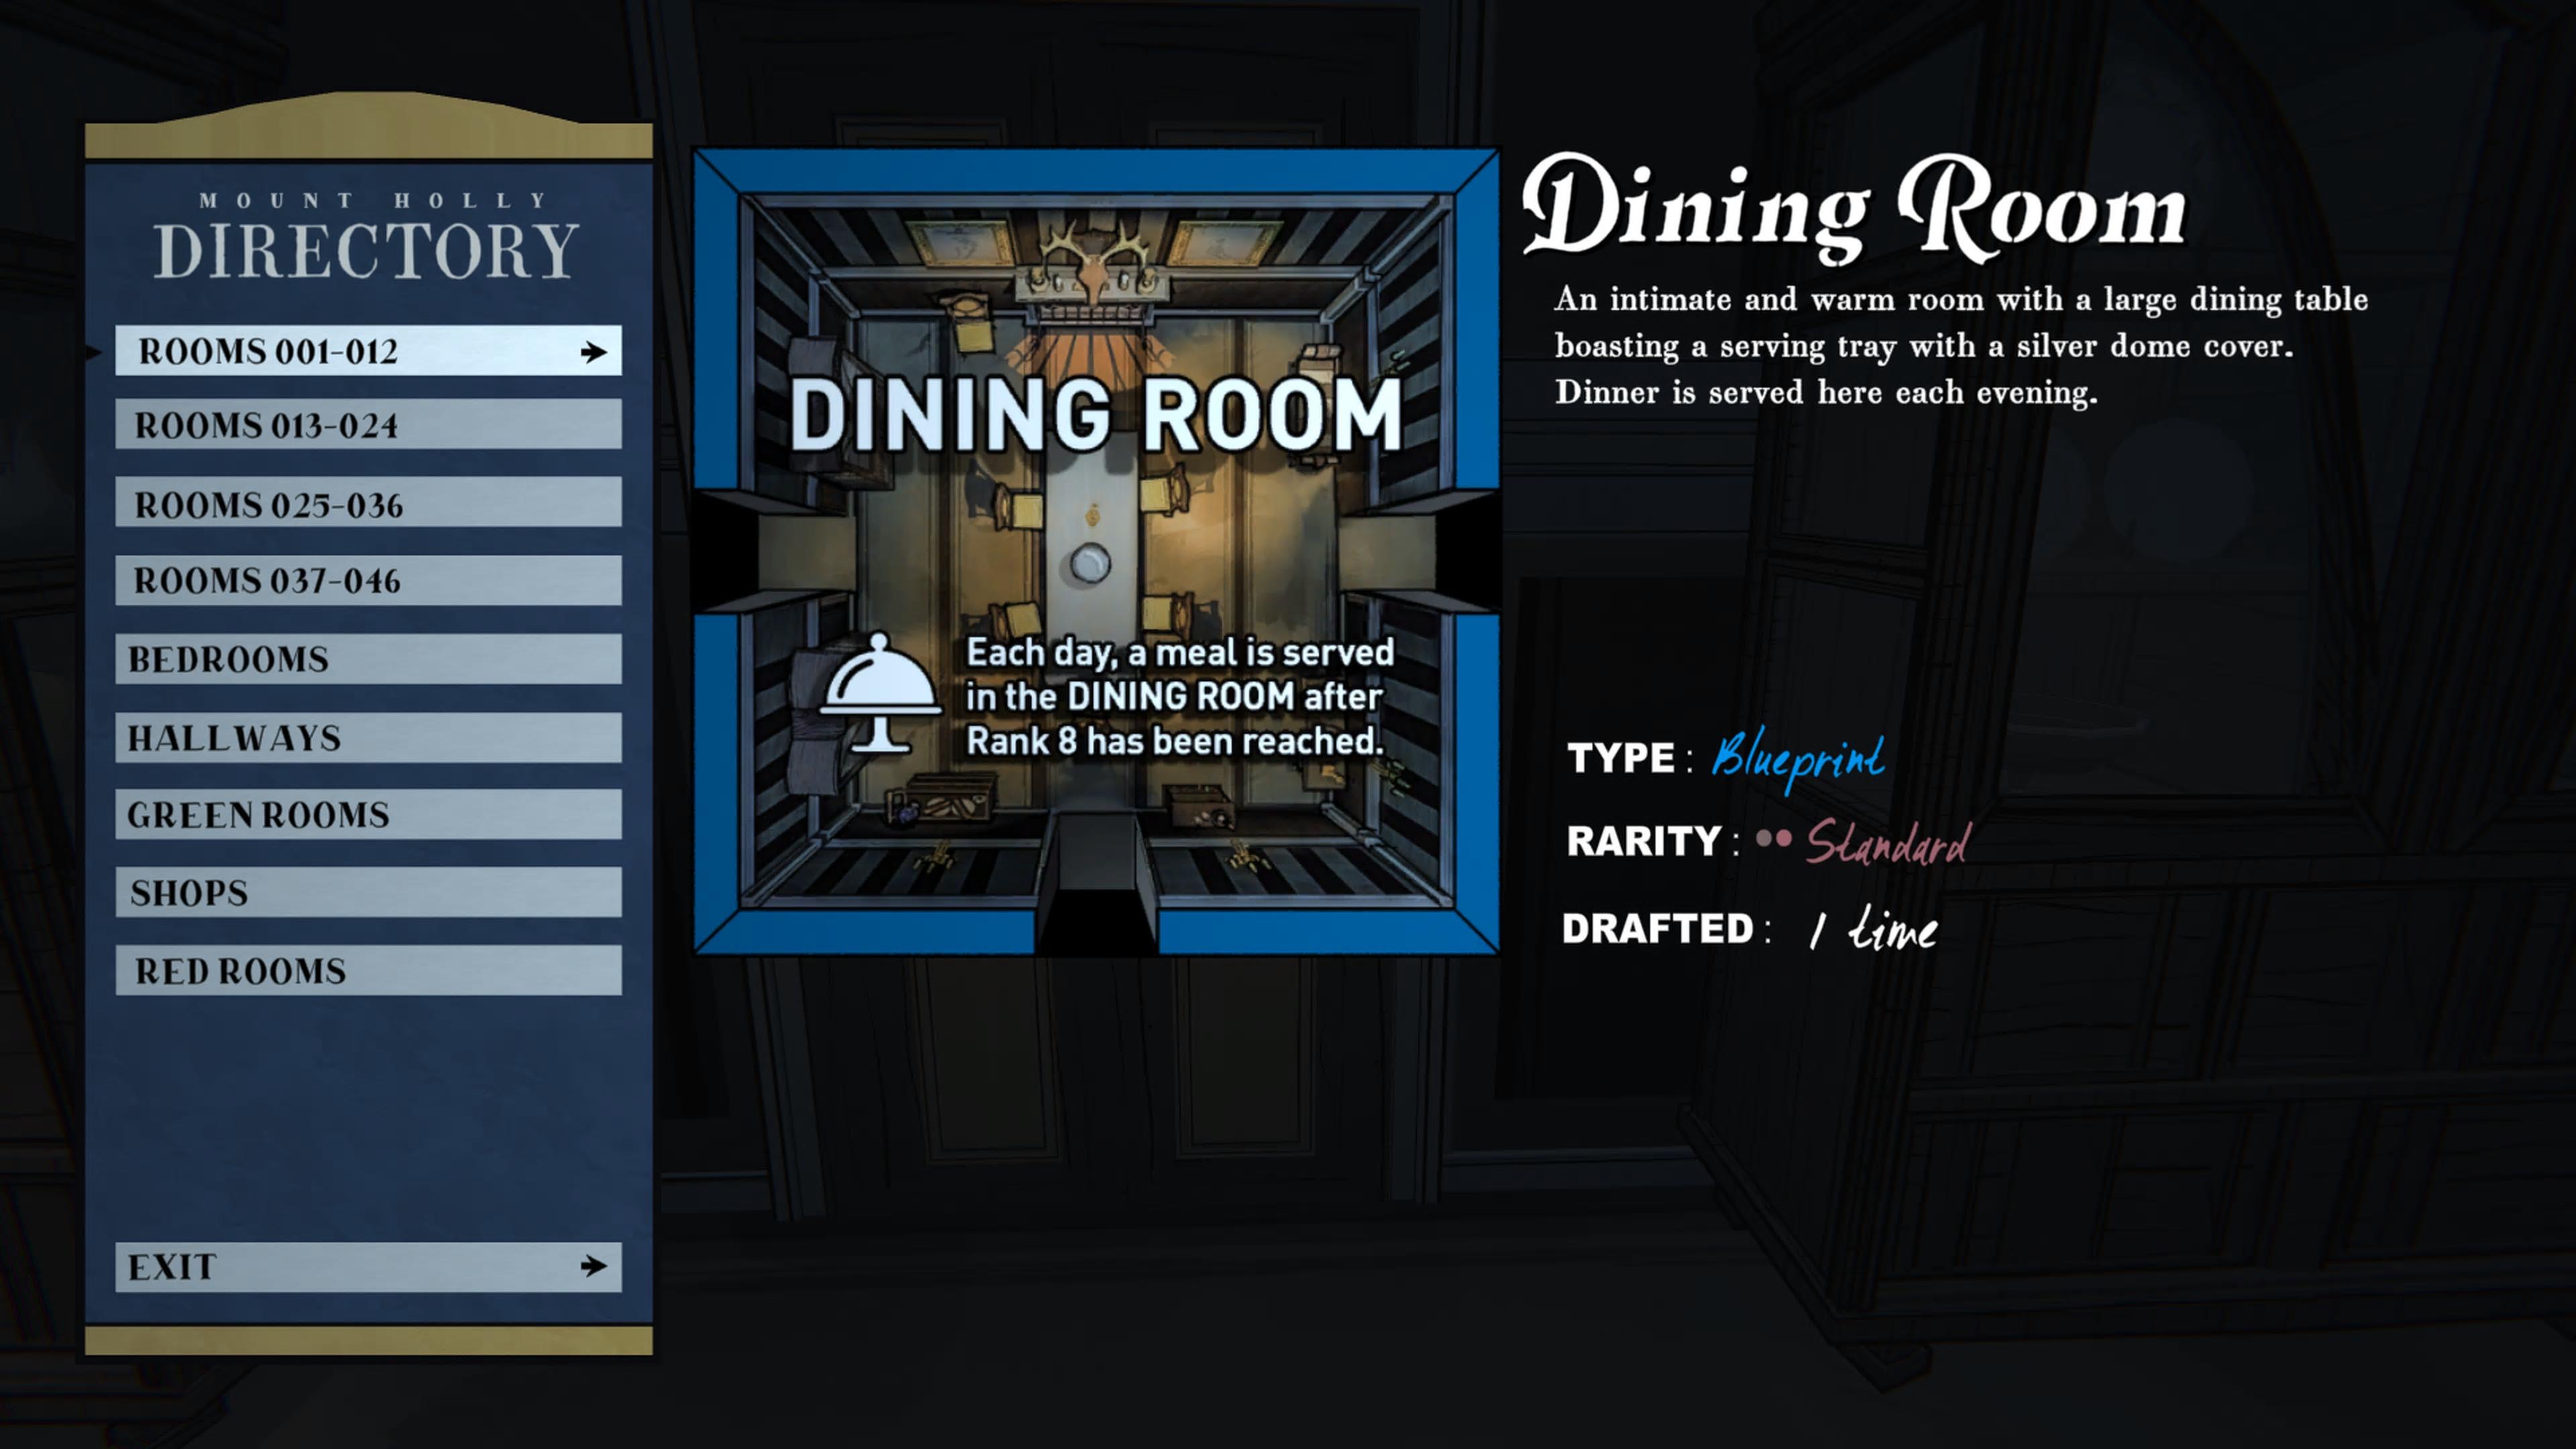 MOUNT HOLLY
DIRECTORY
ROOMS 001-012
ROOMS 013-024
ROOMS 025-036
ROOMS 037-046
BEDROOMS
HALLWAYS
GREEN ROOMS
SHOPS
RED ROOMS
EXIT
DINING ROOM
Each day, a meal is served
in the DINING ROOM after
Rank 8 has been reached.
Dining Room
An intimate and warm room with a large dining table
boasting a serving tray with a silver dome cover.
Dinner is served here each evening.
TYPE : Blueprint
RARITY : Standard
DRAFTED : 1 time